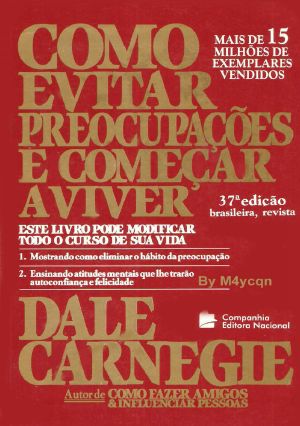 COMO
EVITAR
PREOCUPAÇÕES
E COMEÇAR
A VIVER
MAIS DE 15
MILHÕES DE
EXEMPLARES
VENDIDOS
37ª edição
brasileira, revista
ESTE LIVRO PODE MODIFICAR
TODO O CURSO DE SUA VIDA
1. Mostrando como eliminar o hábito da preocupação
2. Ensinando atitudes mentais que lhe trarão
autoconfiança e felicidade
By M4ycqn
Companhia
Editora Nacional
DALE
CARNEGIE
Autor de COMO FAZER AMIGOS
& INFLUENCIAR PESSOAS